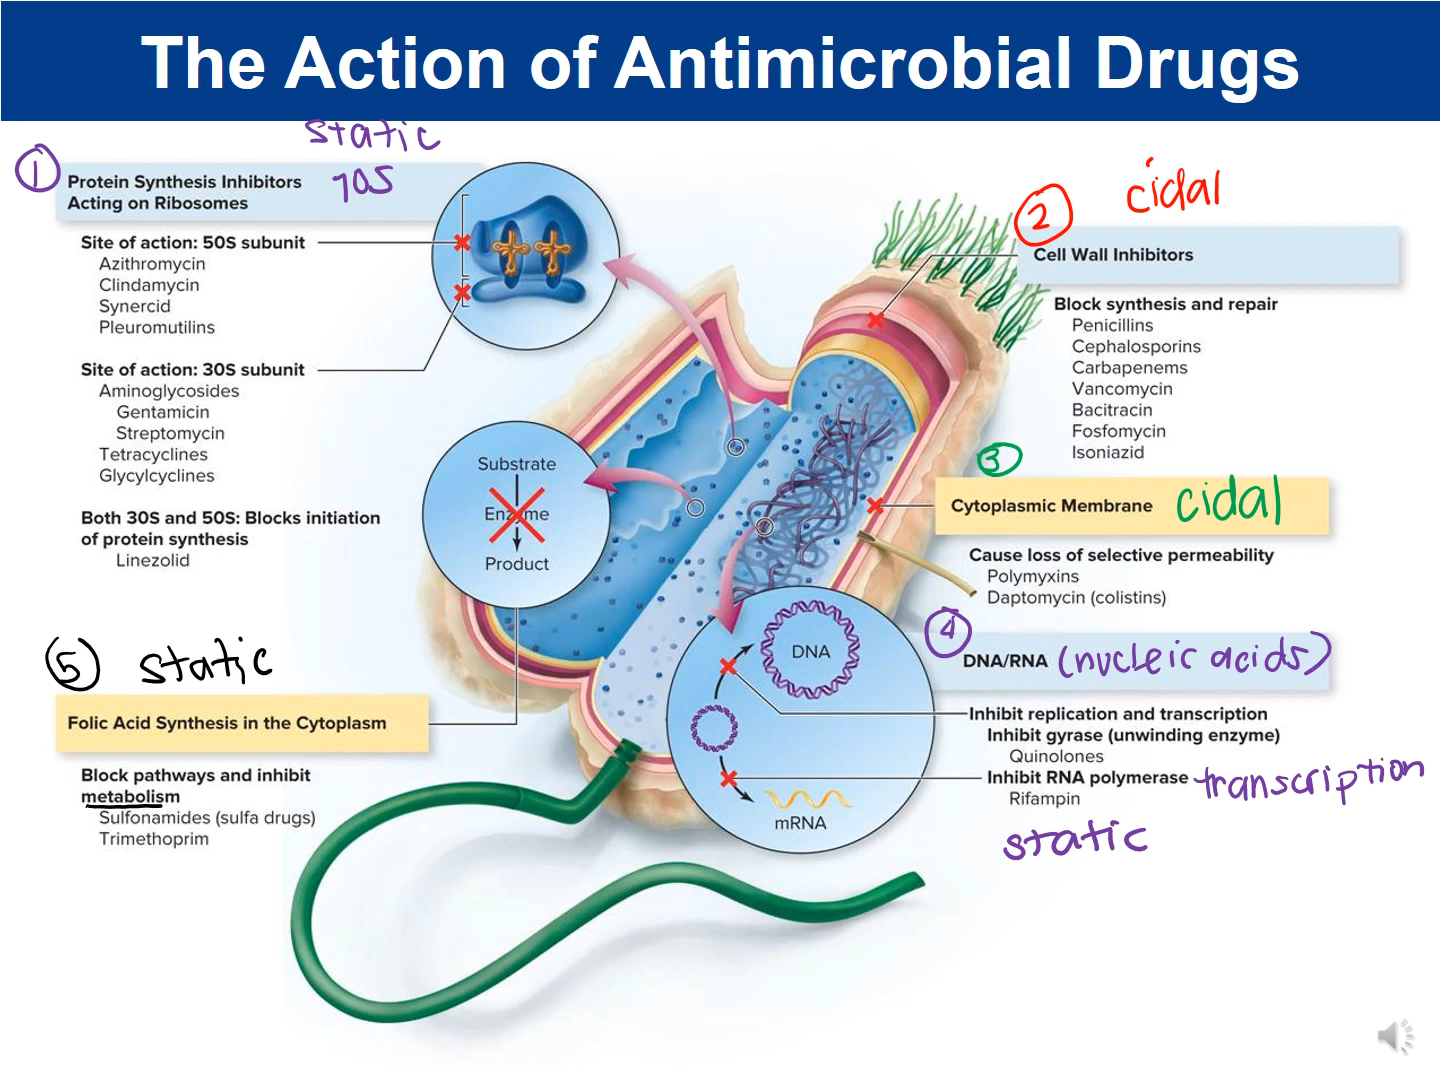 The Action of Antimicrobial Drugs
static
① Protein Synthesis Inhibitors
Acting on Ribosomes
70S
Site of action: 50S subunit
Azithromycin
Clindamycin
Synercid
Pleuromutilins
Site of action: 30S subunit
Aminoglycosides
Gentamicin
Streptomycin
Tetracyclines
Glycylcyclines
Both 30S and 50S: Blocks initiation
of protein synthesis
Linezolid
Substrate
Enzyme
Product
② cidal
Cell Wall Inhibitors
Block synthesis and repair
Penicillins
Cephalosporins
Carbapenems
Vancomycin
Bacitracin
Fosfomycin
Isoniazid
③
Cytoplasmic Membrane cidal
Cause loss of selective permeability
Polymyxins
Daptomycin (colistins)
④
DNA/RNA (nucleic acids)
Inhibit replication and transcription
Inhibit gyrase (unwinding enzyme)
Quinolones
Inhibit RNA polymerase transcription
Rifampin
static
DNA
mRNA
⑤ static
Folic Acid Synthesis in the Cytoplasm
Block pathways and inhibit
metabolism
Sulfonamides (sulfa drugs)
Trimethoprim